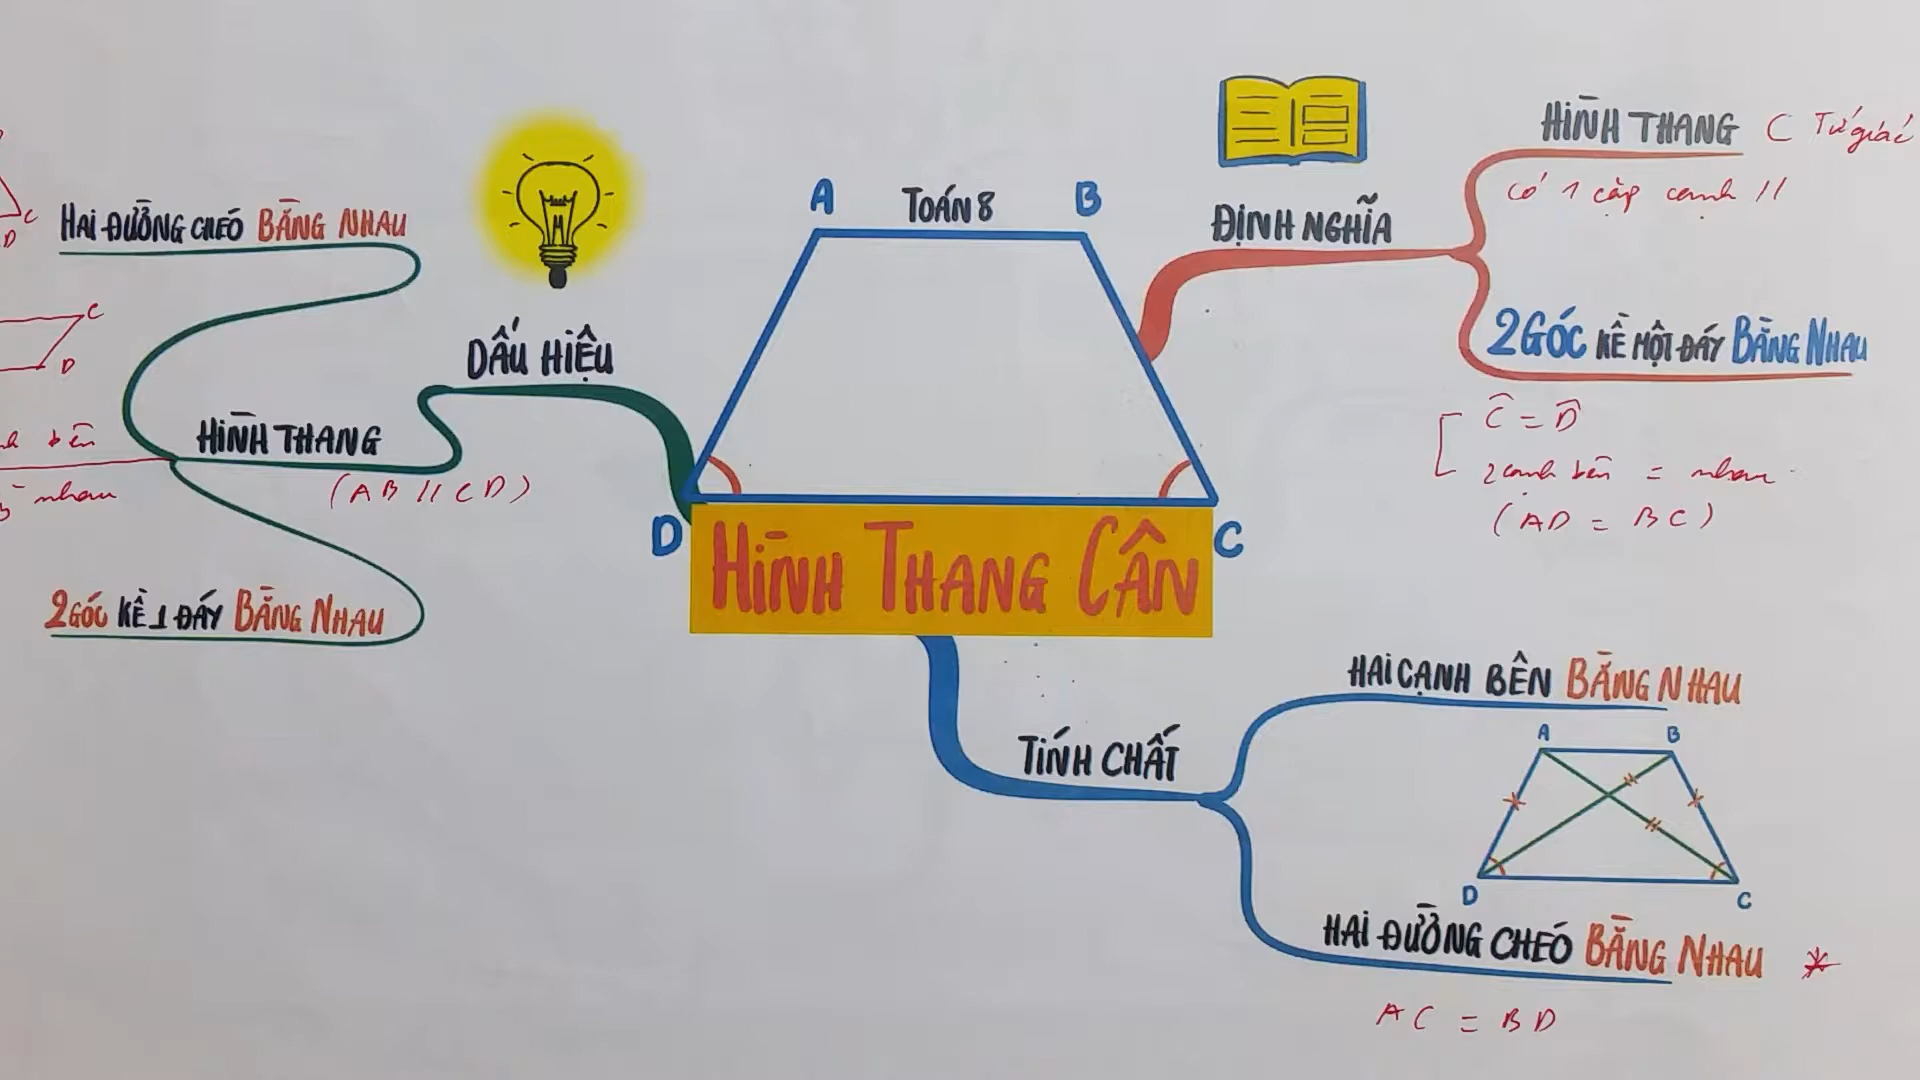 TOÁN 8
A
B
D
C
HÌNH THANG CÂN
ĐỊNH NGHĨA
HÌNH THANG
( Tứ giác
có 1 cặp cạnh //
2 GÓC KỀ MỘT ĐÁY BẰNG NHAU
Ĉ = D̂
2 cạnh bên = nhau
(AD = BC)
DẤU HIỆU
HÌNH THANG
(AB // CD)
HAI ĐƯỜNG CHÉO BẰNG NHAU
2 GÓC KỀ 1 ĐÁY BẰNG NHAU
C
D
C
D
bên
nhau
TÍNH CHẤT
HAI CẠNH BÊN BẰNG NHAU
A
B
D
C
HAI ĐƯỜNG CHÉO BẰNG NHAU *
AC = BD